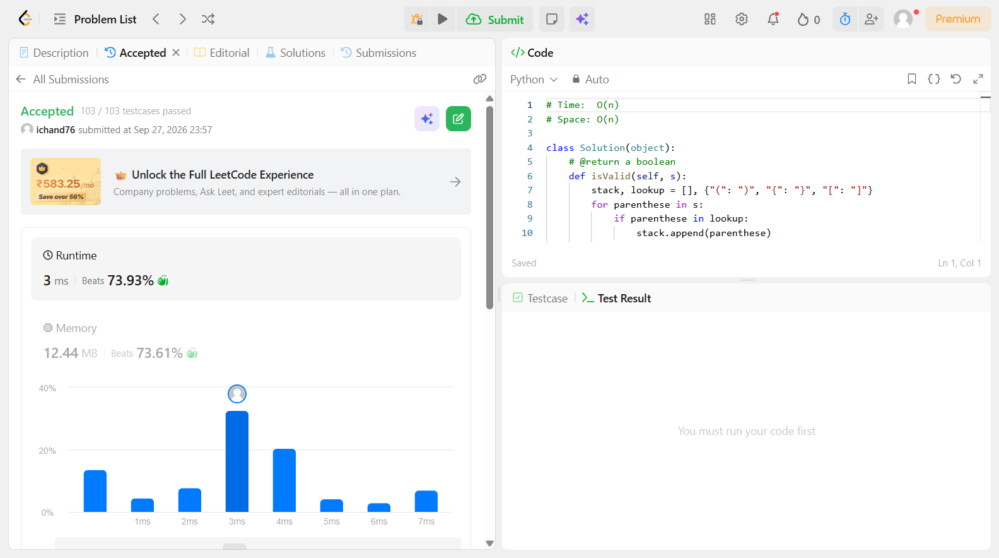 Problem List
Submit
0
Premium
Description
Accepted
Editorial
Solutions
Submissions
All Submissions
Accepted 103 / 103 testcases passed
ichand76 submitted at Sep 27, 2026 23:57
₹583.25/mo
Save over 56%
Unlock the Full LeetCode Experience
Company problems, Ask Leet, and expert editorials — all in one plan.
Runtime
3 ms Beats 73.93%
Memory
12.44 MB Beats 73.61%
40%
20%
0%
1ms 2ms 3ms 4ms 5ms 6ms 7ms
</> Code
Python Auto
1 # Time:  O(n)
2 # Space: O(n)
3
4 class Solution(object):
5     # @return a boolean
6     def isValid(self, s):
7         stack, lookup = [], {"(": ")", "{": "}", "[": "]"}
8         for parenthese in s:
9             if parenthese in lookup:
10                 stack.append(parenthese)
Saved
Ln 1, Col 1
Testcase
Test Result
You must run your code first